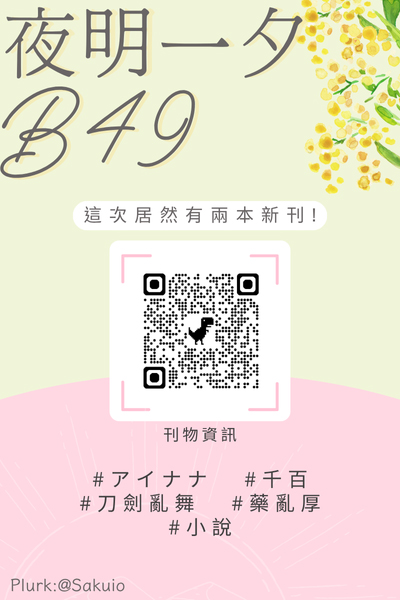 夜明一夕
B49
這次居然有兩本新刊!
刊物資訊
#アイナナ #千百
#刀劍亂舞 #藥亂厚
#小說
Plurk:@Sakuio